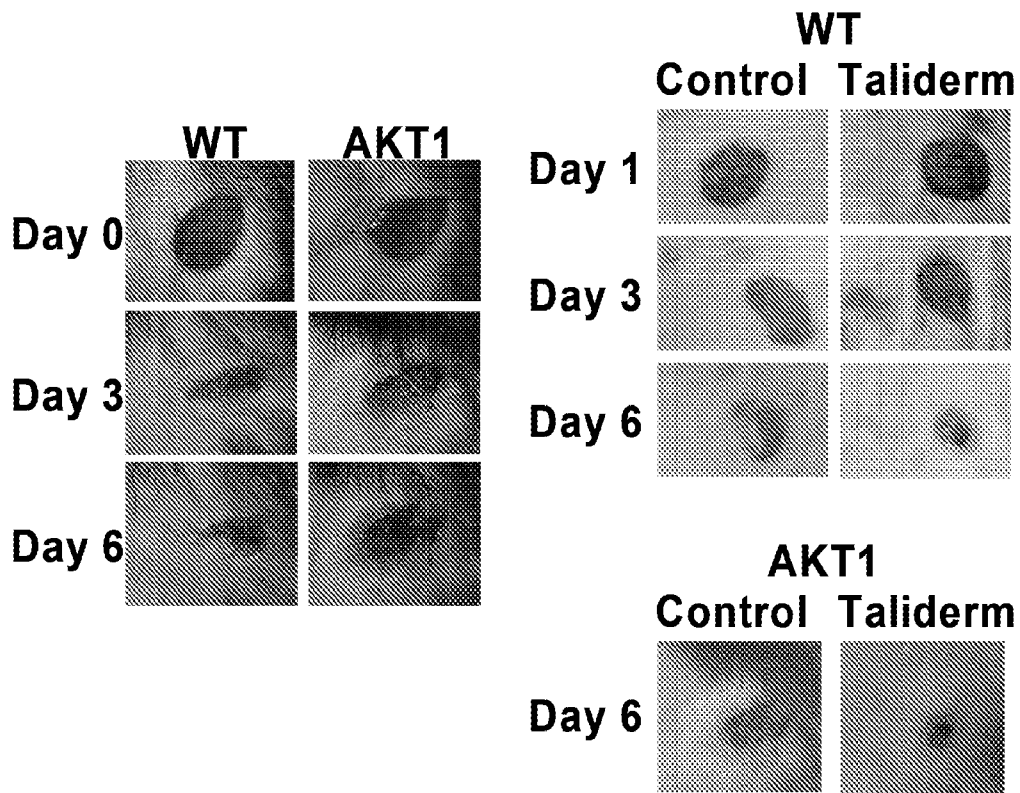 WT AKT1
Day 0
Day 3
Day 6
WT
Control Taliderm
Day 1
Day 3
Day 6
AKT1
Control Taliderm
Day 6